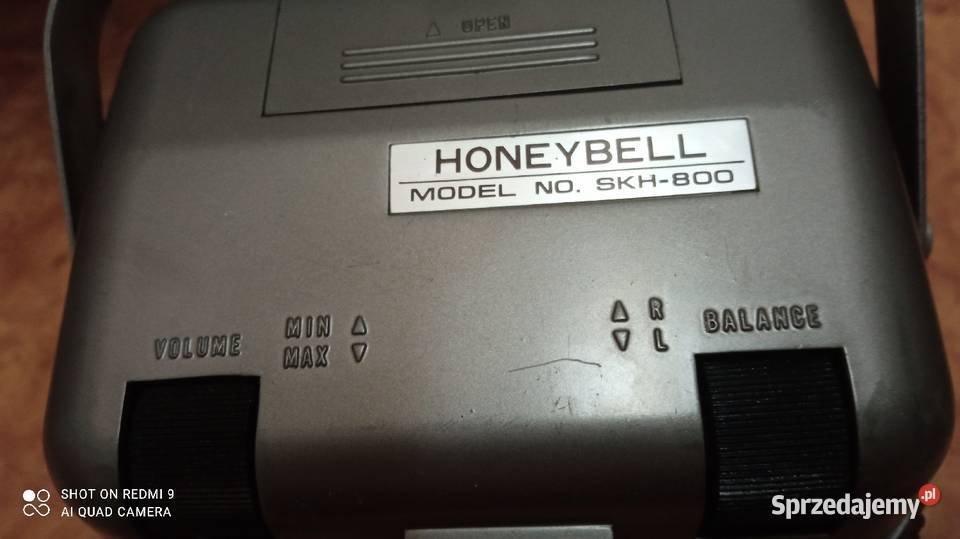 △ OPEN
HONEYBELL
MODEL NO. SKH-800
VOLUME
MIN △
MAX ▽
△ R
▽ L
BALANCE
SHOT ON REDMI 9
AI QUAD CAMERA
Sprzedajemy.pl